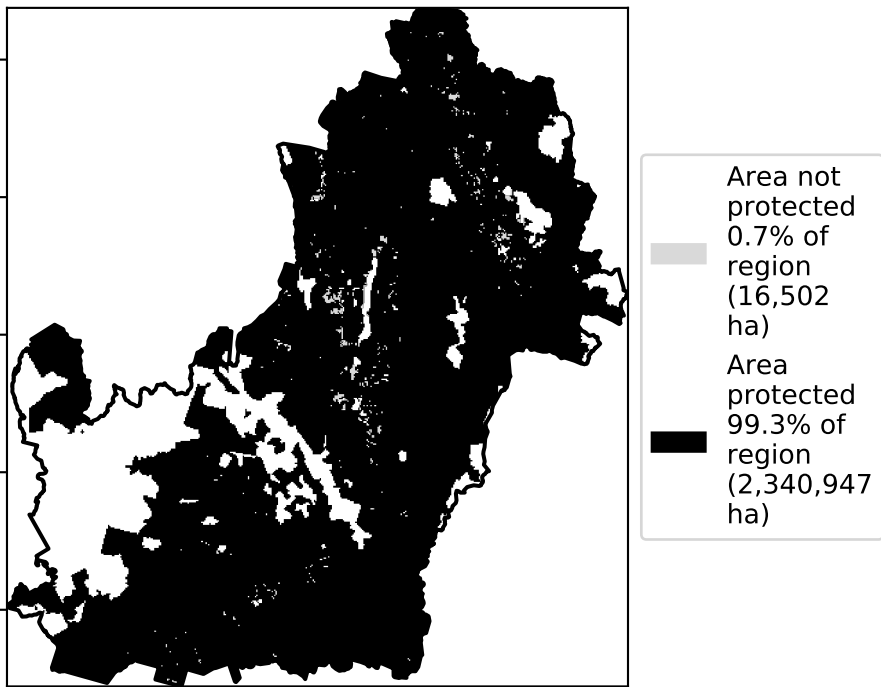 Area not
protected
0.7% of
region
(16,502
ha)
Area
protected
99.3% of
region
(2,340,947
ha)